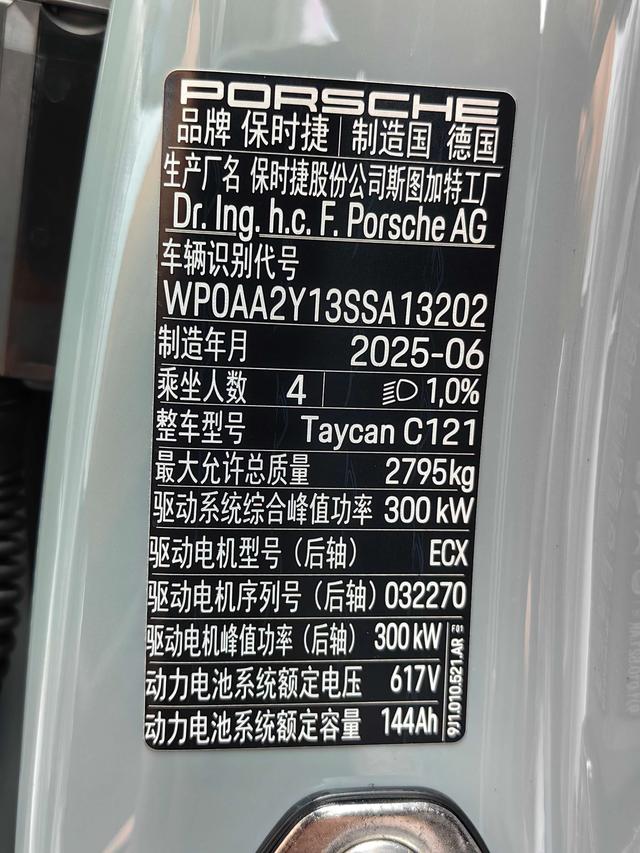 PORSCHE
品牌 保时捷 制造国 德国
生产厂名 保时捷股份公司斯图加特工厂
Dr. Ing. h.c. F. Porsche AG
车辆识别代号
WP0AA2Y13SSA13202
制造年月 2025-06
乘坐人数 4 1,0%
整车型号 Taycan C121
最大允许总质量 2795kg
驱动系统综合峰值功率 300 kW
驱动电机型号（后轴） ECX
驱动电机序列号（后轴） 032270
驱动电机峰值功率（后轴） 300 kW
动力电池系统额定电压 617V
动力电池系统额定容量 144Ah
9J1.010.521.AR F01